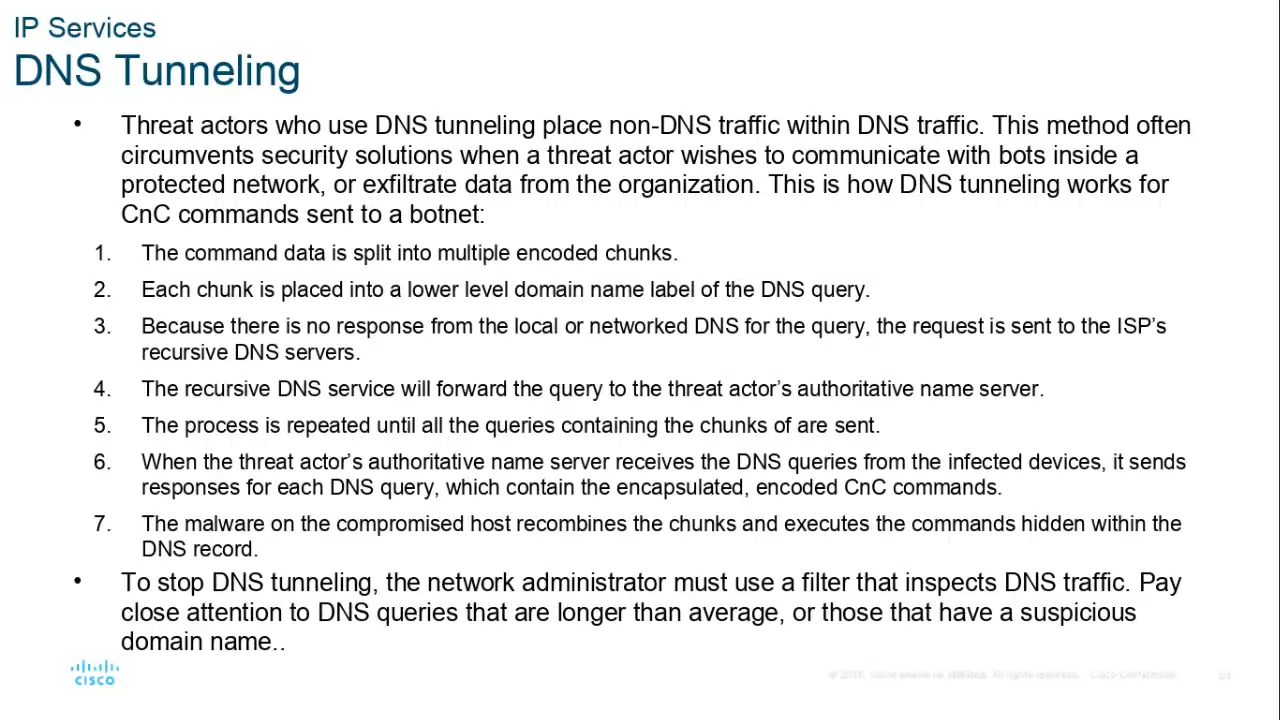 IP Services
DNS Tunneling
• Threat actors who use DNS tunneling place non-DNS traffic within DNS traffic. This method often
circumvents security solutions when a threat actor wishes to communicate with bots inside a
protected network, or exfiltrate data from the organization. This is how DNS tunneling works for
CnC commands sent to a botnet:
1. The command data is split into multiple encoded chunks.
2. Each chunk is placed into a lower level domain name label of the DNS query.
3. Because there is no response from the local or networked DNS for the query, the request is sent to the ISP’s
recursive DNS servers.
4. The recursive DNS service will forward the query to the threat actor’s authoritative name server.
5. The process is repeated until all the queries containing the chunks of are sent.
6. When the threat actor’s authoritative name server receives the DNS queries from the infected devices, it sends
responses for each DNS query, which contain the encapsulated, encoded CnC commands.
7. The malware on the compromised host recombines the chunks and executes the commands hidden within the
DNS record.
• To stop DNS tunneling, the network administrator must use a filter that inspects DNS traffic. Pay
close attention to DNS queries that are longer than average, or those that have a suspicious
domain name..
CISCO
All rights reserved. Cisco Confidential